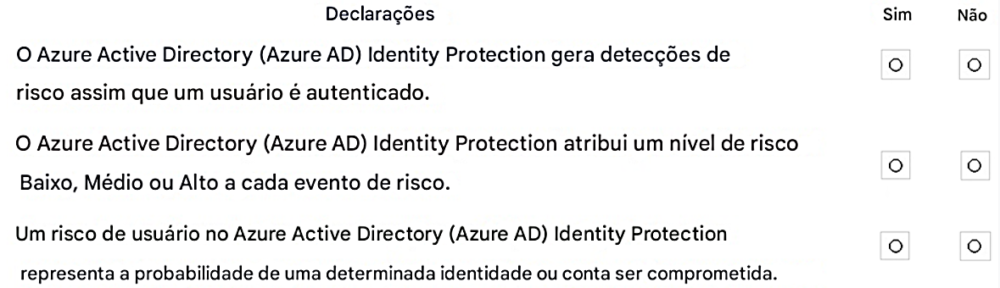 Declarações Sim Não
O Azure Active Directory (Azure AD) Identity Protection gera detecções de
risco assim que um usuário é autenticado.
O Azure Active Directory (Azure AD) Identity Protection atribui um nível de risco
Baixo, Médio ou Alto a cada evento de risco.
Um risco de usuário no Azure Active Directory (Azure AD) Identity Protection
representa a probabilidade de uma determinada identidade ou conta ser comprometida.